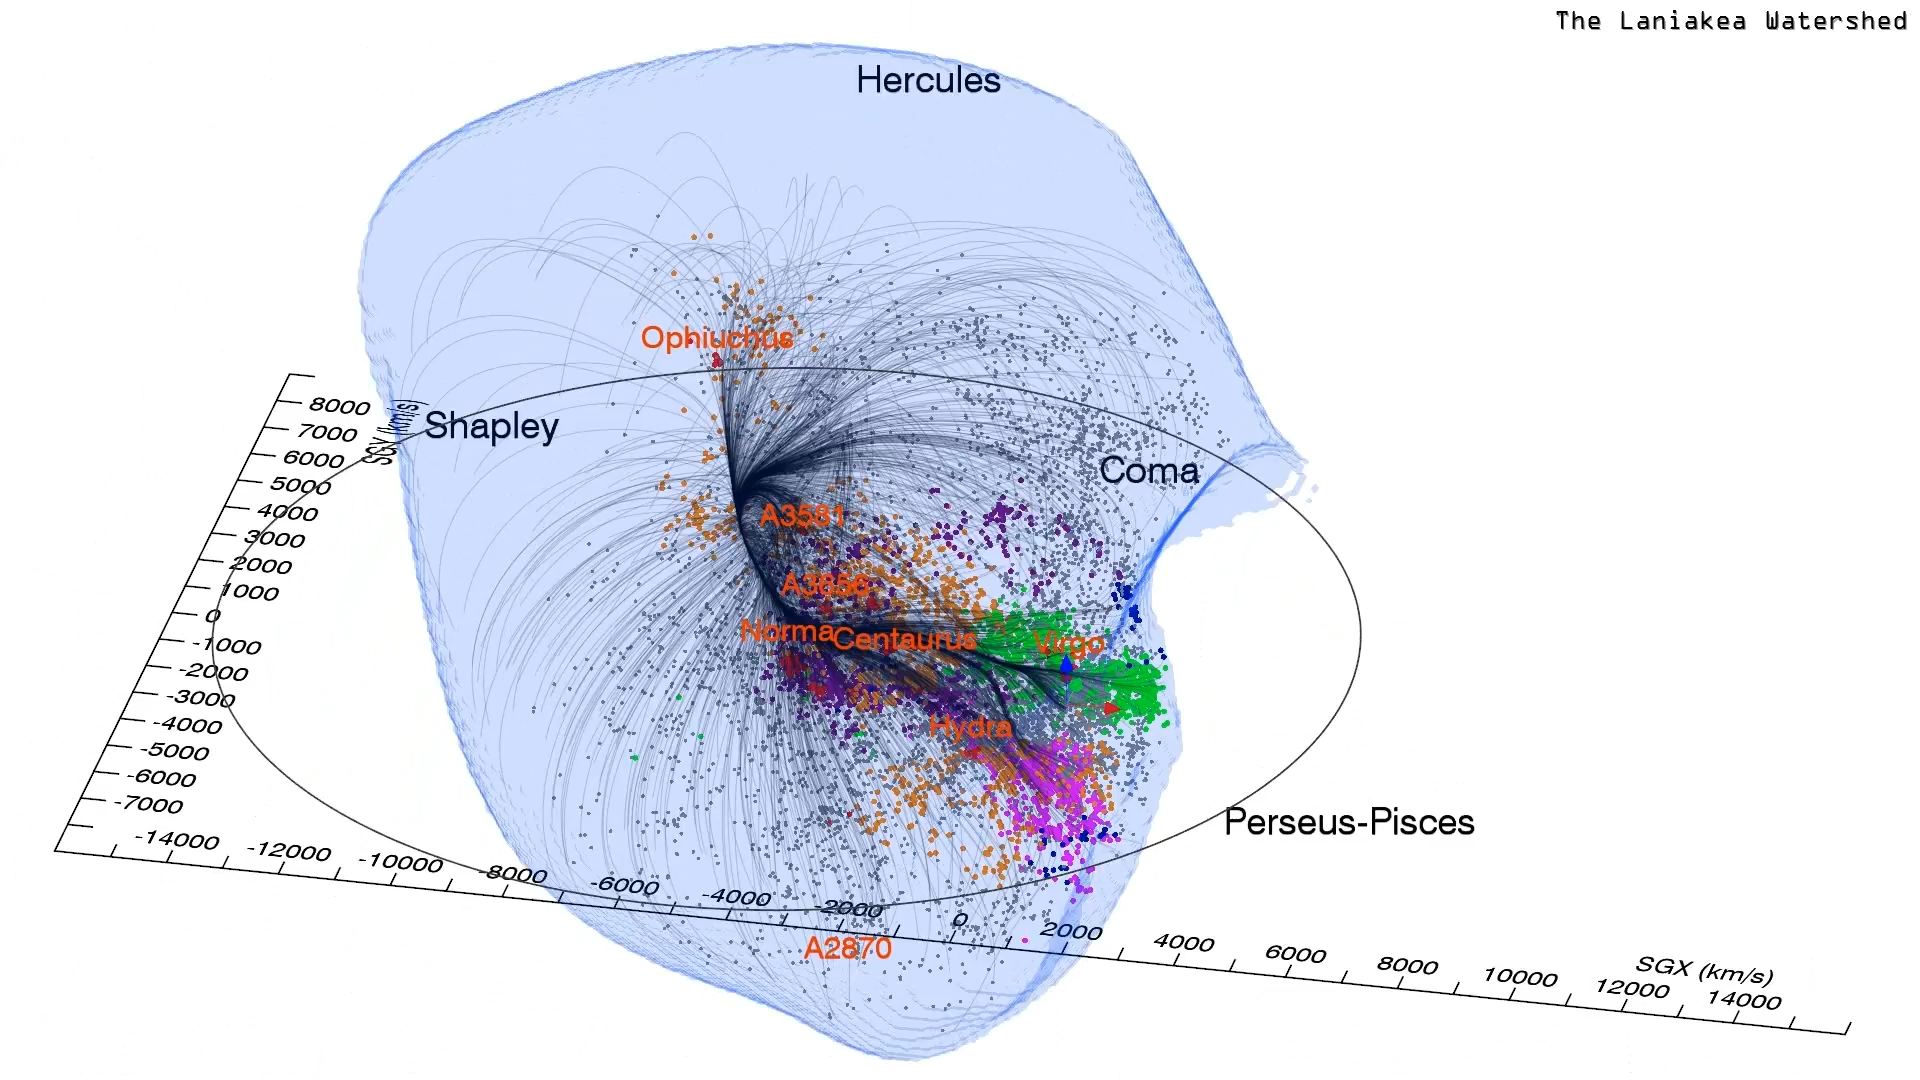 The Laniakea Watershed
Hercules
Ophiuchus
Shapley
Coma
A3581
A3656
Norma
Centaurus
Virgo
Hydra
Perseus-Pisces
A2870
SGY (km/s)
8000
7000
6000
5000
4000
3000
2000
1000
0
-1000
-2000
-3000
-4000
-5000
-6000
-7000
-14000 -12000 -10000 -8000 -6000 -4000 -2000 0 2000 4000 6000 8000 10000 12000 14000
SGX (km/s)